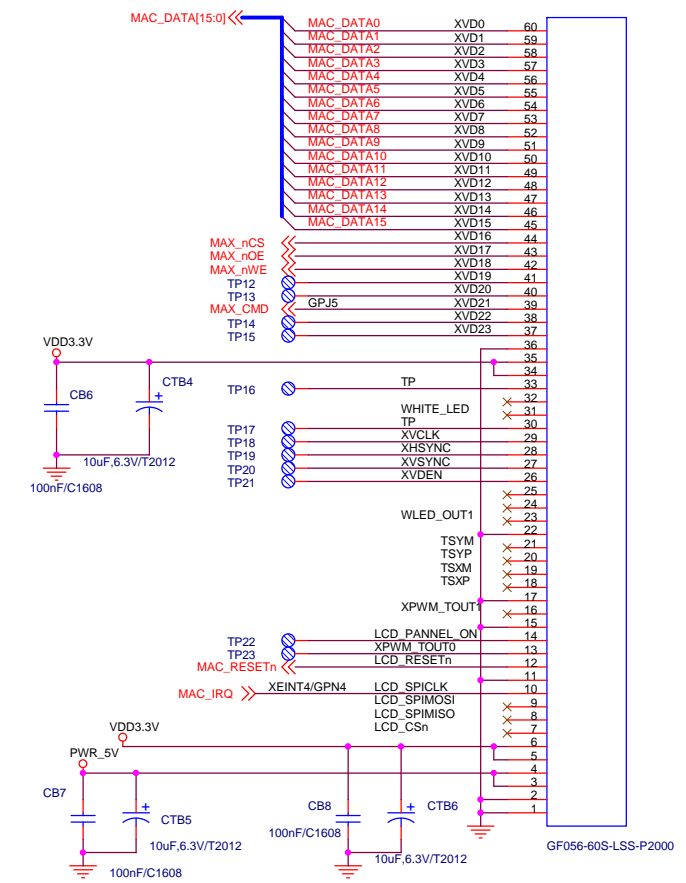 MAC_DATA[15:0]
MAC_DATA0 XVD0 60
MAC_DATA1 XVD1 59
MAC_DATA2 XVD2 58
MAC_DATA3 XVD3 57
MAC_DATA4 XVD4 56
MAC_DATA5 XVD5 55
MAC_DATA6 XVD6 54
MAC_DATA7 XVD7 53
MAC_DATA8 XVD8 52
MAC_DATA9 XVD9 51
MAC_DATA10 XVD10 50
MAC_DATA11 XVD11 49
MAC_DATA12 XVD12 48
MAC_DATA13 XVD13 47
MAC_DATA14 XVD14 46
MAC_DATA15 XVD15 45
MAX_nCS XVD16 44
MAX_nOE XVD17 43
MAX_nWE XVD18 42
TP12 XVD19 41
TP13 XVD20 40
MAX_CMD GPJ5 XVD21 39
TP14 XVD22 38
TP15 XVD23 37
VDD3.3V 36
35
34
CB6 CTB4 TP16 TP 33
32
WHITE_LED 31
TP17 TP 30
TP18 XVCLK 29
TP19 XHSYNC 28
10uF,6.3V/T2012 TP20 XVSYNC 27
100nF/C1608 TP21 XVDEN 26
25
24
WLED_OUT1 23
22
TSYM 21
TSYP 20
TSXM 19
TSXP 18
17
XPWM_TOUT1 16
15
TP22 LCD_PANNEL_ON 14
TP23 XPWM_TOUT0 13
MAC_RESETn LCD_RESETn 12
11
MAC_IRQ XEINT4/GPN4 LCD_SPICLK 10
LCD_SPIMOSI 9
LCD_SPIMISO 8
LCD_CSn 7
VDD3.3V 6
PWR_5V 5
4
3
2
CB7 CTB5 CB8 CTB6 1
100nF/C1608
10uF,6.3V/T2012 GF056-60S-LSS-P2000
10uF,6.3V/T2012
100nF/C1608